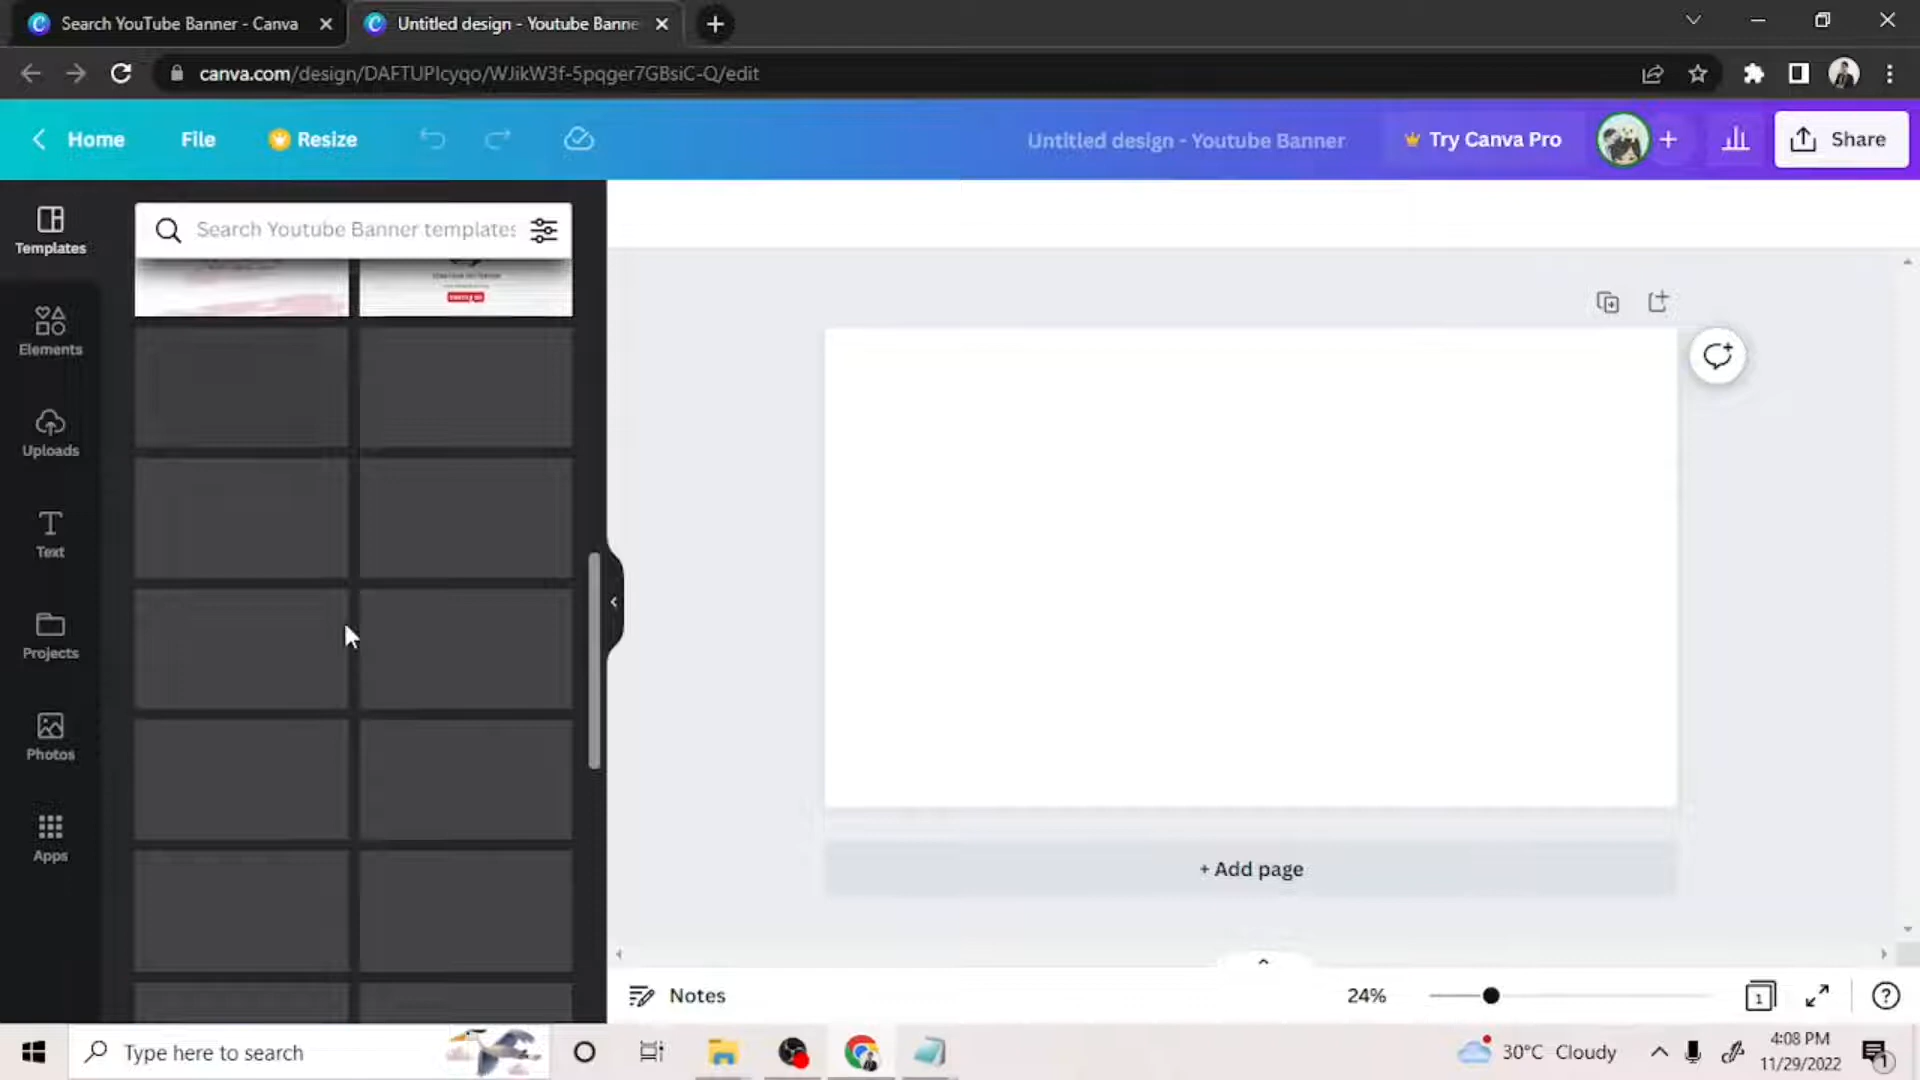 Search YouTube Banner - Canva
Untitled design - Youtube Banne
canva.com/design/DAFTUPIcyqo/WJikW3f-5pqger7GBsiC-Q/edit
Home
File
Resize
Untitled design - Youtube Banner
Try Canva Pro
Share
Templates
Search Youtube Banner templates
Elements
Uploads
Text
Projects
Photos
Apps
+ Add page
Notes
24%
1
Type here to search
30°C Cloudy
4:08 PM
11/29/2022
1